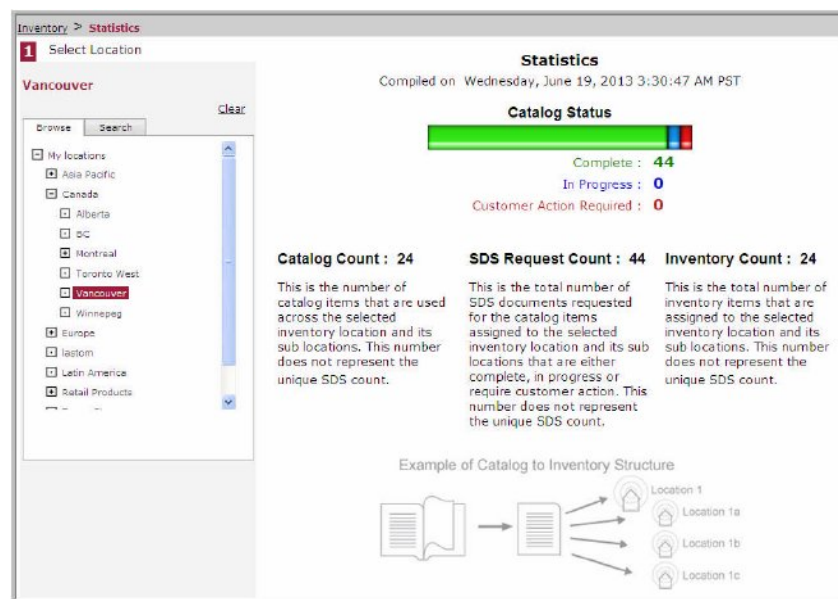 Inventory > Statistics
1 Select Location
Vancouver
Clear
Browse Search
My locations
Asia Pacific
Canada
Alberta
BC
Montreal
Toronto West
Vancouver
Winnepeg
Europe
lastom
Latin America
Retail Products
Statistics
Compiled on Wednesday, June 19, 2013 3:30:47 AM PST
Catalog Status
Complete : 44
In Progress : 0
Customer Action Required : 0
Catalog Count : 24
This is the number of
catalog items that are used
across the selected
inventory location and its
sub locations. This number
does not represent the
unique SDS count.
SDS Request Count : 44
This is the total number of
SDS documents requested
for the catalog items
assigned to the selected
inventory location and its sub
locations that are either
complete, in progress or
require customer action. This
number does not represent
the unique SDS count.
Inventory Count : 24
This is the total number of
inventory items that are
assigned to the selected
inventory location and its
sub locations. This number
does not represent the
unique SDS count.
Example of Catalog to Inventory Structure
Location 1
Location 1a
Location 1b
Location 1c